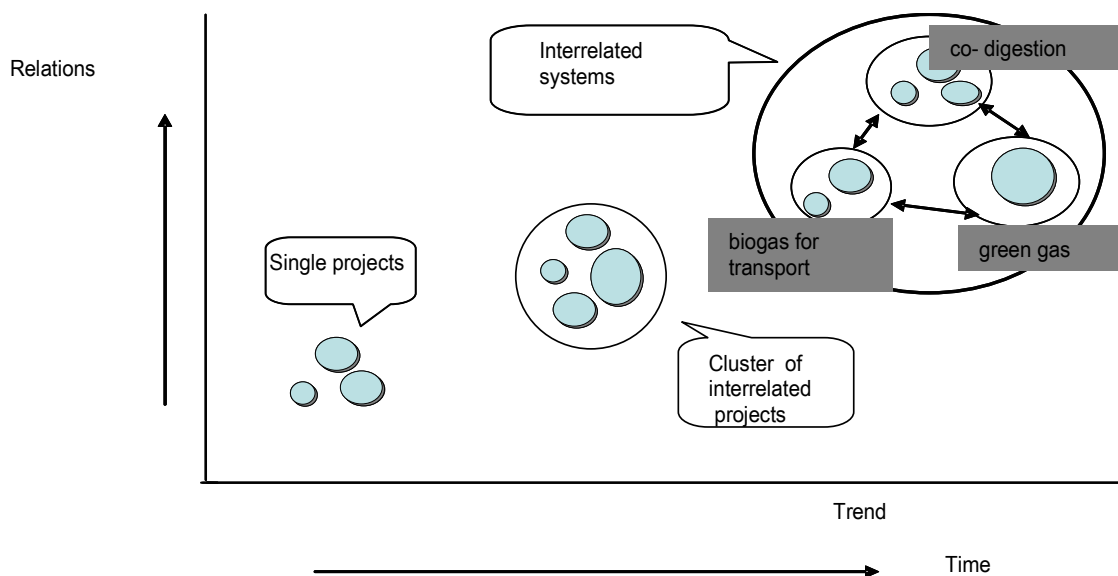 Relations
Interrelated
systems
co- digestion
biogas for
transport
green gas
Single projects
Cluster of
interrelated
projects
Trend
Time